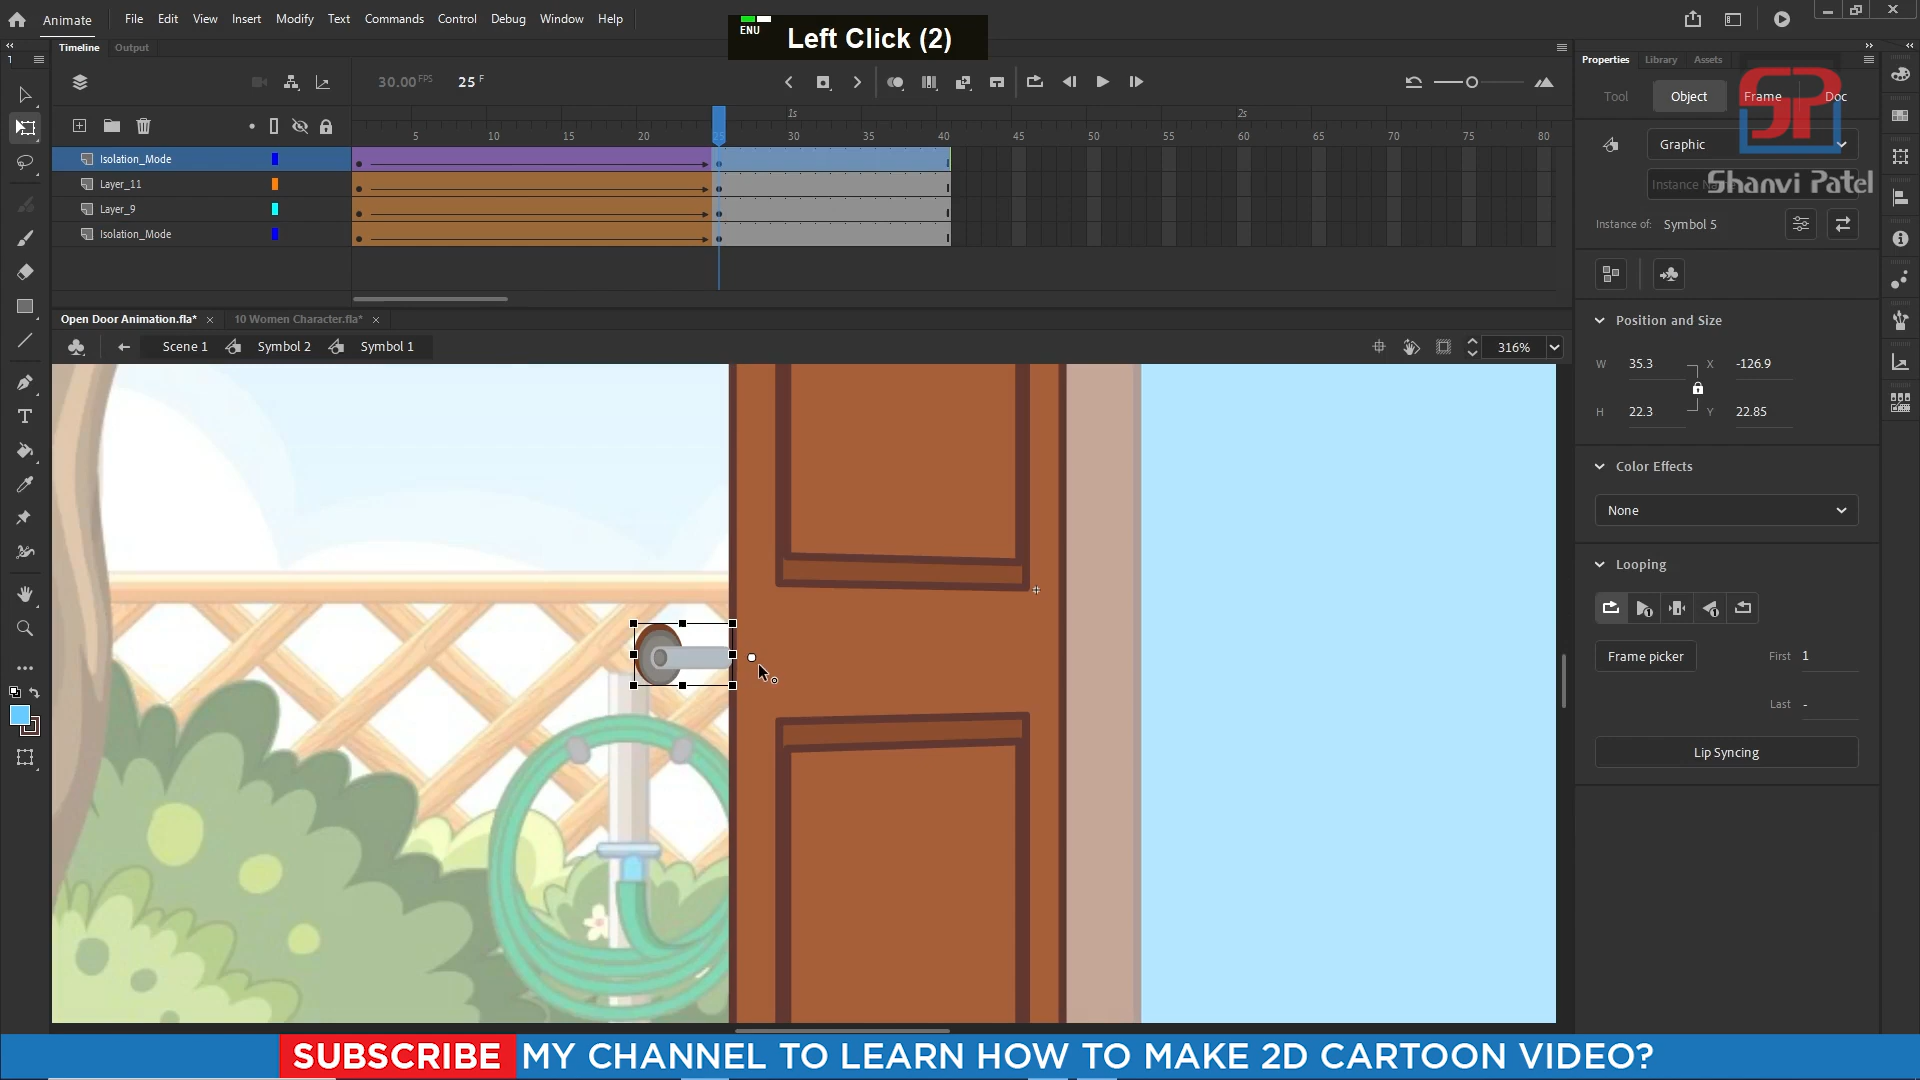 Animate
File
Edit
View
Insert
Modify
Text
Commands
Control
Debug
Window
Help
ENU
Left Click (2)
1
Timeline
Output
30.00 FPS
25 F
1s
2s
5
10
15
20
25
30
35
40
45
50
55
60
65
70
75
80
Isolation_Mode
Layer_11
Layer_9
Isolation_Mode
Open Door Animation.fla*
10 Women Character.fla*
Scene 1
Symbol 2
Symbol 1
316%
Properties
Library
Assets
Tool
Object
Frame
Doc
SP
Graphic
Shanvi Patel
Instance of:
Symbol 5
Position and Size
W
35.3
X
-126.9
H
22.3
Y
22.85
Color Effects
None
Looping
Frame picker
First
1
Last
-
Lip Syncing
SUBSCRIBE MY CHANNEL TO LEARN HOW TO MAKE 2D CARTOON VIDEO?